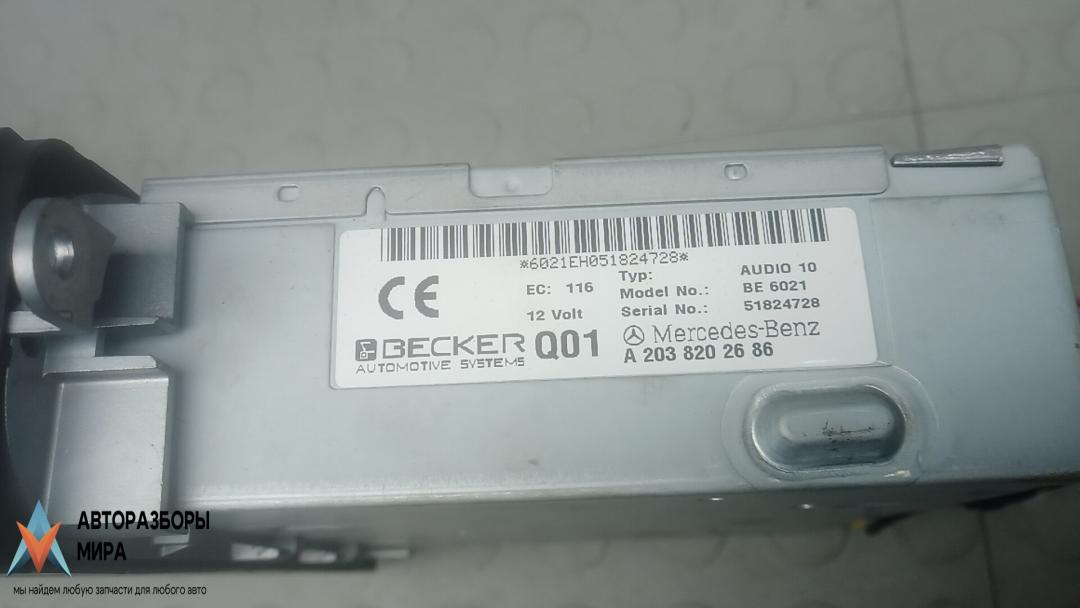 *6021EH051824728*
EC: 116
Typ: AUDIO 10
Model No.: BE 6021
12 Volt
Serial No.: 51824728
BECKER
AUTOMOTIVE SYSTEMS
Q01
Mercedes-Benz
A 203 820 26 86
CE
АВТОРАЗБОРЫ
МИРА
мы найдем любую запчасти для любого авто